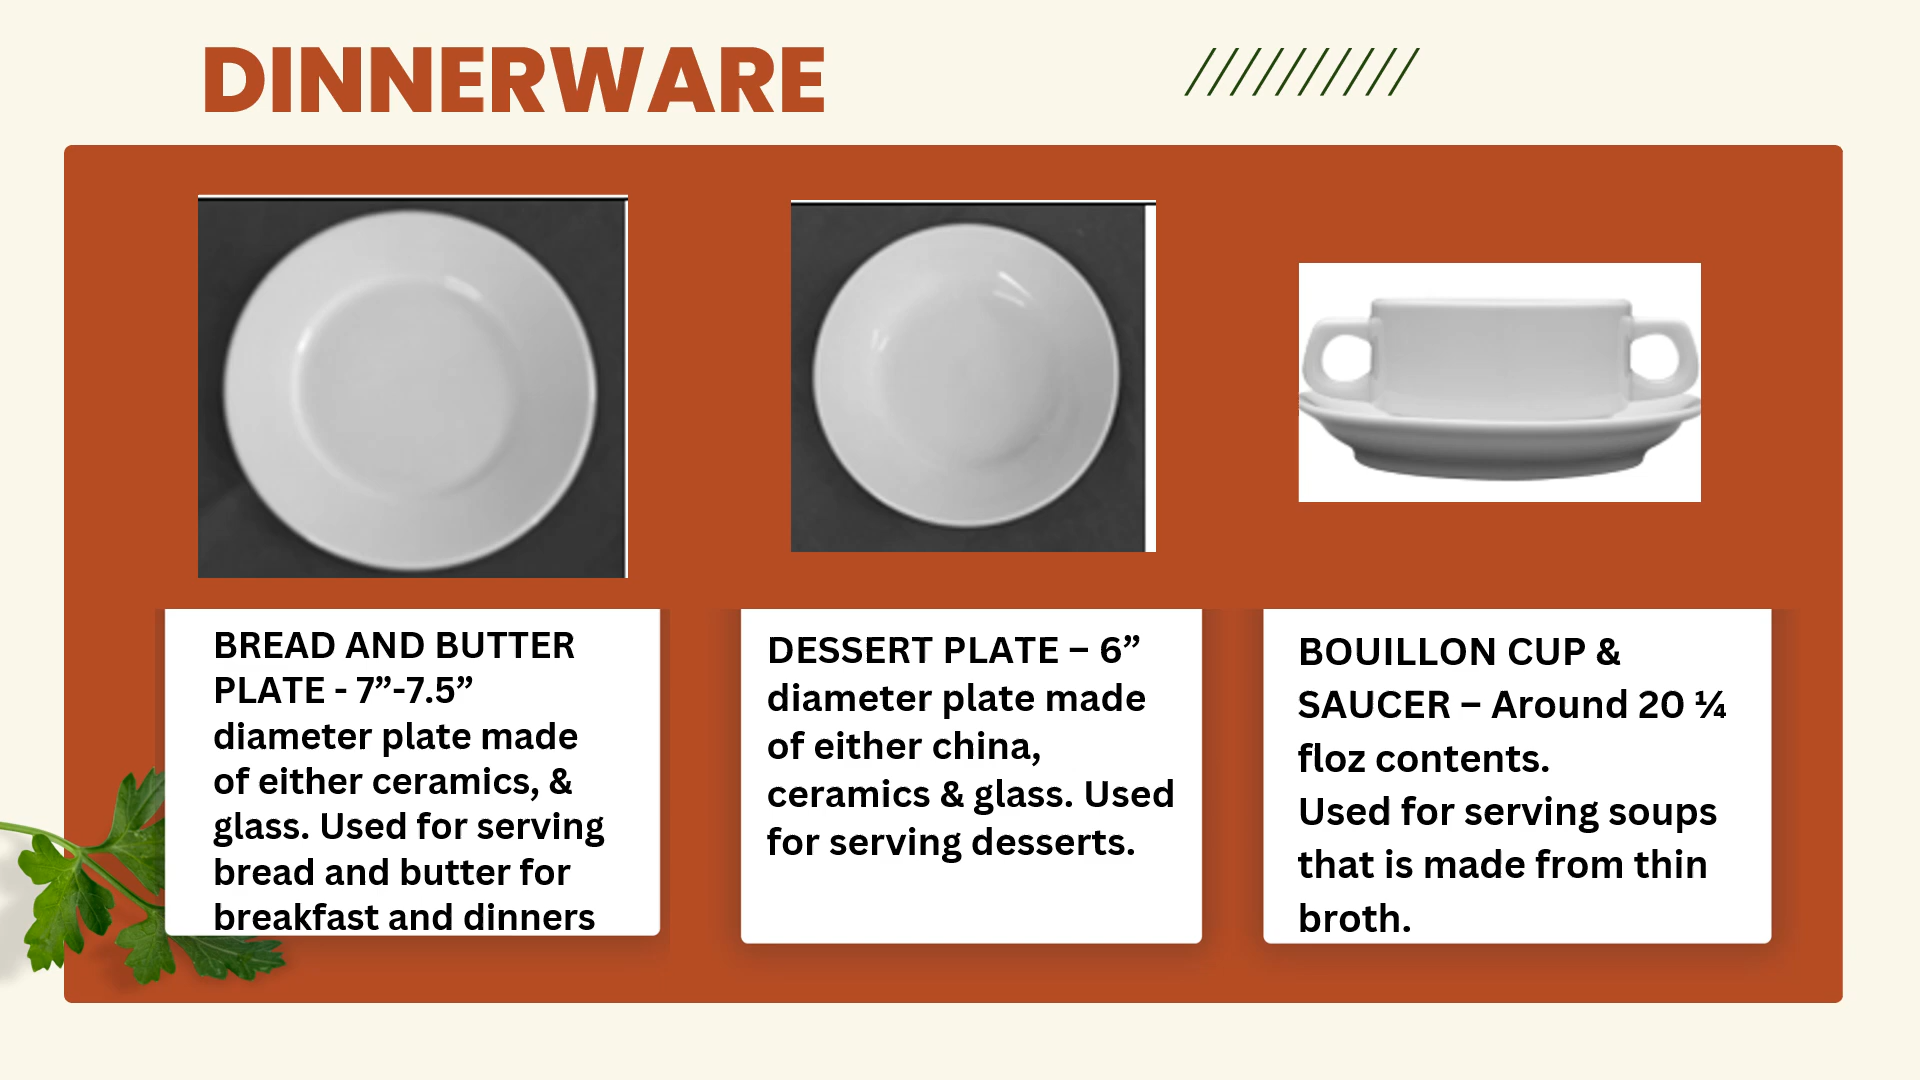 DINNERWARE
BREAD AND BUTTER
PLATE - 7”-7.5”
diameter plate made
of either ceramics, &
glass. Used for serving
bread and butter for
breakfast and dinners
DESSERT PLATE – 6”
diameter plate made
of either china,
ceramics & glass. Used
for serving desserts.
BOUILLON CUP &
SAUCER – Around 20 ¼
floz contents.
Used for serving soups
that is made from thin
broth.